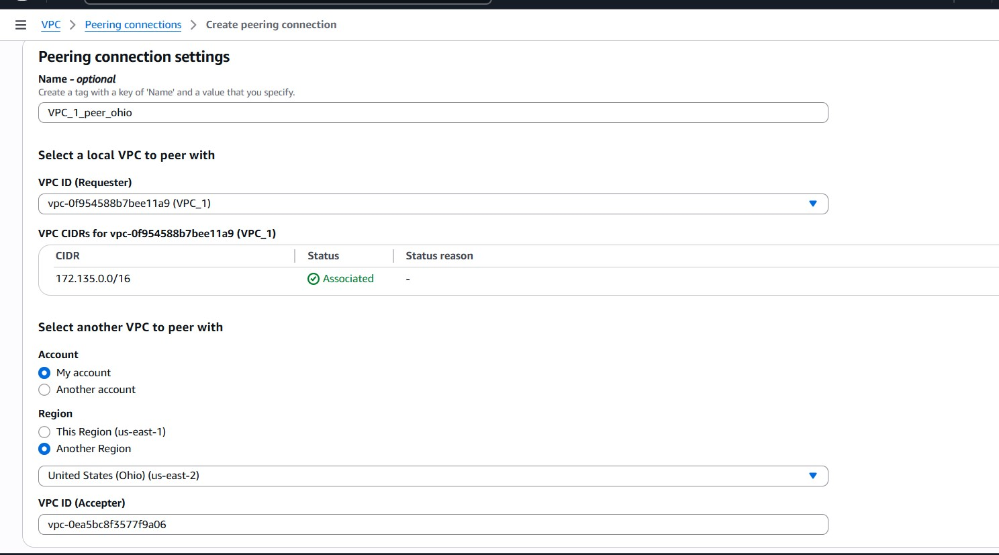 VPC > Peering connections > Create peering connection
Peering connection settings
Name - optional
Create a tag with a key of 'Name' and a value that you specify.
VPC_1_peer_ohio
Select a local VPC to peer with
VPC ID (Requester)
vpc-0f954588b7bee11a9 (VPC_1)
VPC CIDRs for vpc-0f954588b7bee11a9 (VPC_1)
CIDR Status Status reason
172.135.0.0/16 Associated -
Select another VPC to peer with
Account
My account
Another account
Region
This Region (us-east-1)
Another Region
United States (Ohio) (us-east-2)
VPC ID (Accepter)
vpc-0ea5bc8f3577f9a06